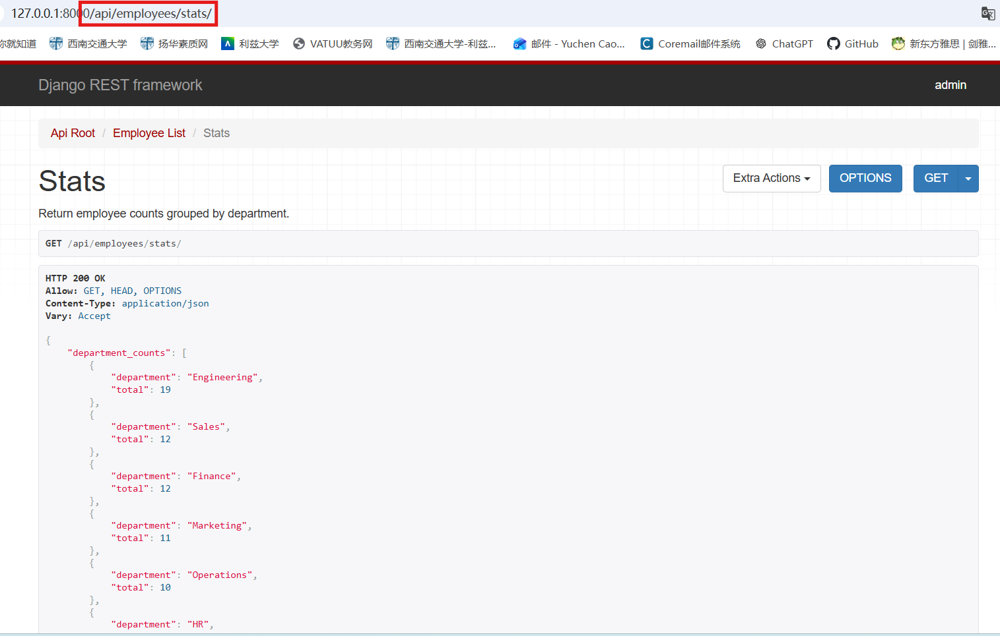 127.0.0.1:8000/api/employees/stats/
你就知道 西南交通大学 扬华素质网 利兹大学 VATUU教务网 西南交通大学-利兹... 邮件 - Yuchen Cao... Coremail邮件系统 ChatGPT GitHub 新东方雅思 | 剑雅...
Django REST framework admin
Api Root / Employee List / Stats
Stats Extra Actions OPTIONS GET
Return employee counts grouped by department.
GET /api/employees/stats/
HTTP 200 OK
Allow: GET, HEAD, OPTIONS
Content-Type: application/json
Vary: Accept
{
"department_counts": [
{
"department": "Engineering",
"total": 19
},
{
"department": "Sales",
"total": 12
},
{
"department": "Finance",
"total": 12
},
{
"department": "Marketing",
"total": 11
},
{
"department": "Operations",
"total": 10
},
{
"department": "HR",